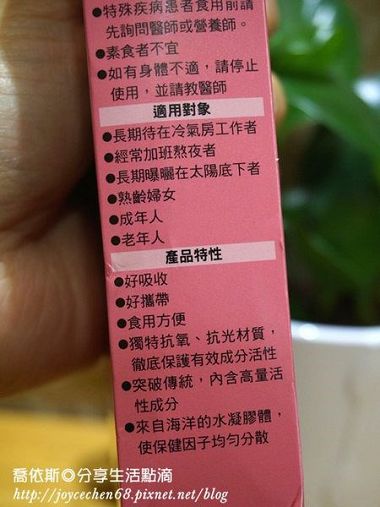 ●特殊疾病患者食用前請
先詢問醫師或營養師。
●素食者不宜
●如有身體不適，請停止
使用，並請教醫師
適用對象
●長期待在冷氣房工作者
●經常加班熬夜者
●長期曝曬在太陽底下者
●熟齡婦女
●成年人
●老年人
產品特性
●好吸收
●好攜帶
●食用方便
●獨特抗氧、抗光材質，
徹底保護有效成分活性
●突破傳統，內含高量活
性成分
●來自海洋的水凝膠體，
使保健因子均勻分散
喬依斯◎分享生活點滴
http://joycechen68.pixnet.net/blog